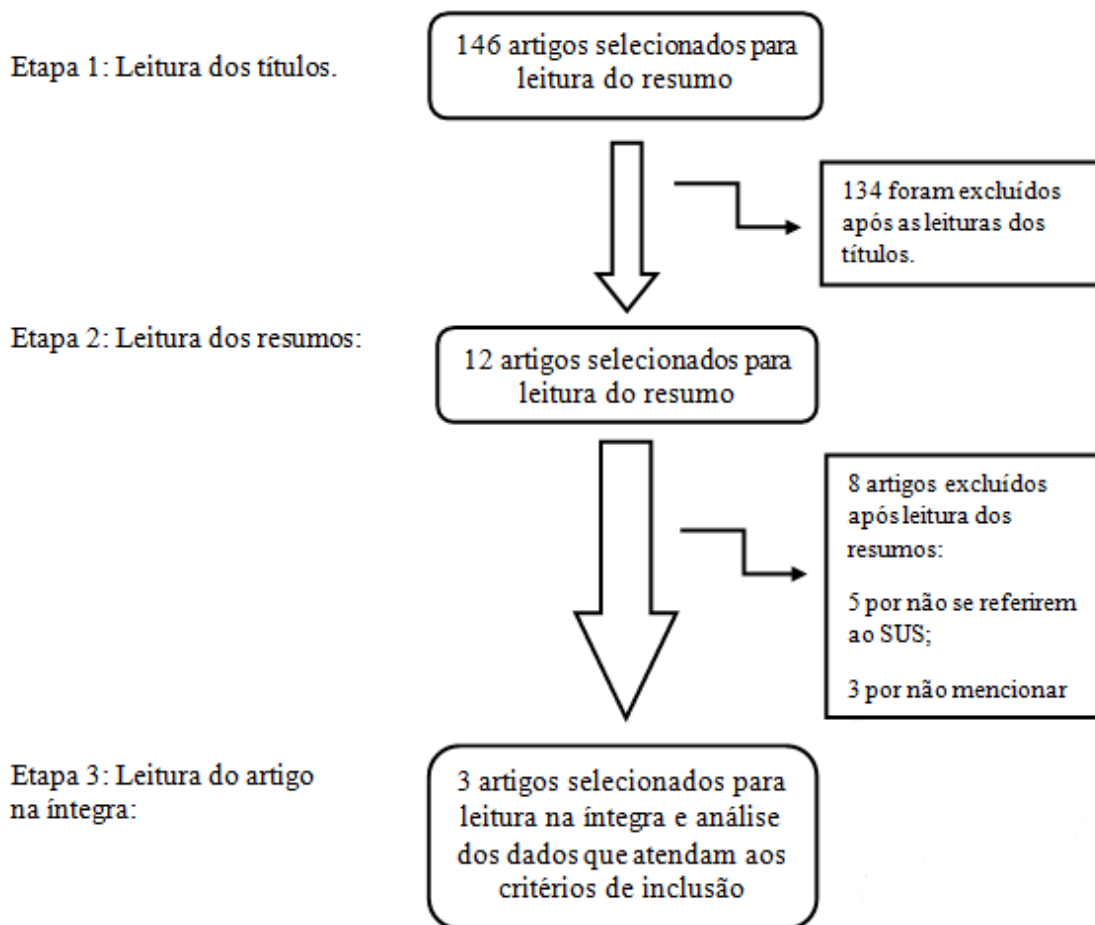 146 artigos selecionados para
leitura do resumo
Etapa 1: Leitura dos títulos.
134 foram excluídos
após as leituras dos
títulos.
Etapa 2: Leitura dos resumos:
12 artigos selecionados para
leitura do resumo
8 artigos excluídos
após leitura dos
resumos:
5 por não se referirem
ao SUS;
3 por não mencionar
Etapa 3: Leitura do artigo
na íntegra:
3 artigos selecionados para
leitura na íntegra e análise
dos dados que atendam aos
critérios de inclusão